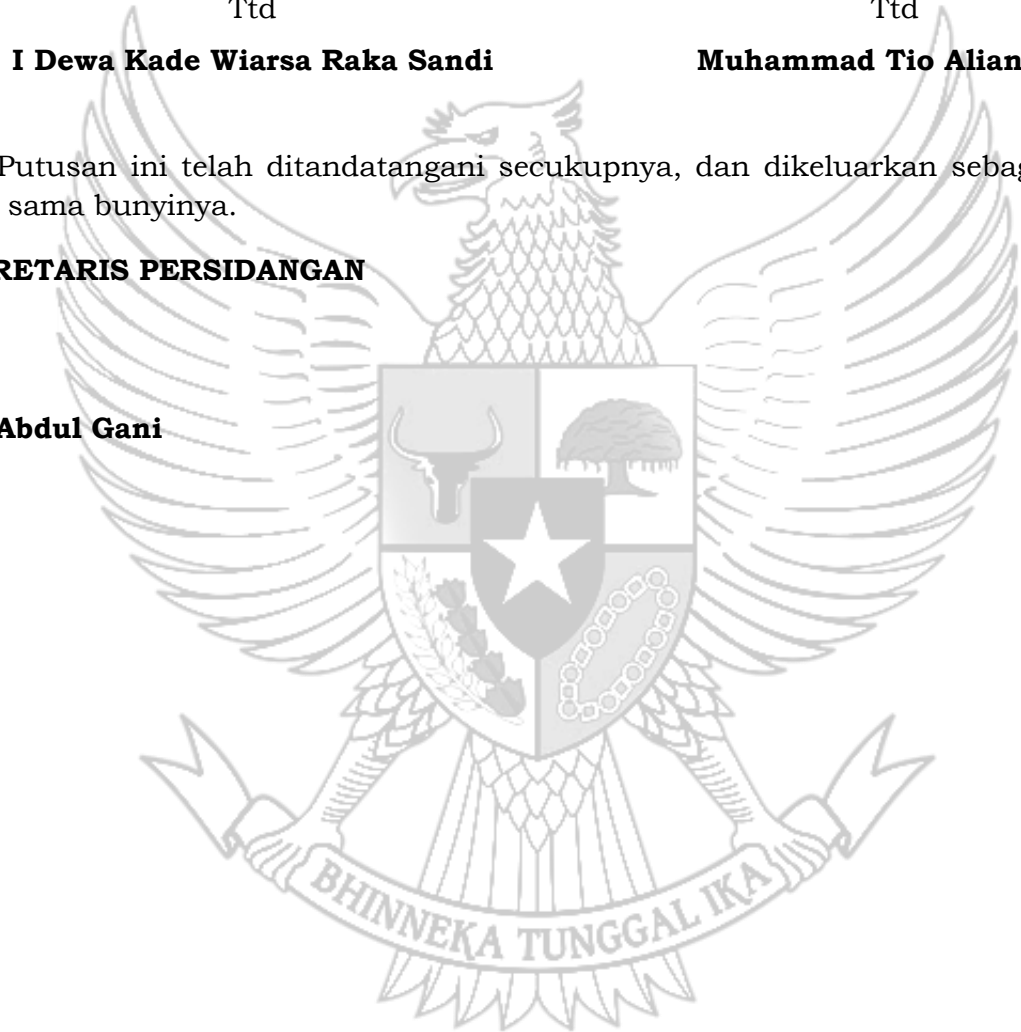 Ttd Ttd
I Dewa Kade Wiarsa Raka Sandi Muhammad Tio Alian
Putusan ini telah ditandatangani secukupnya, dan dikeluarkan sebag
sama bunyinya.
RETARIS PERSIDANGAN
Abdul Gani
BHINNEKA TUNGGAL IKA